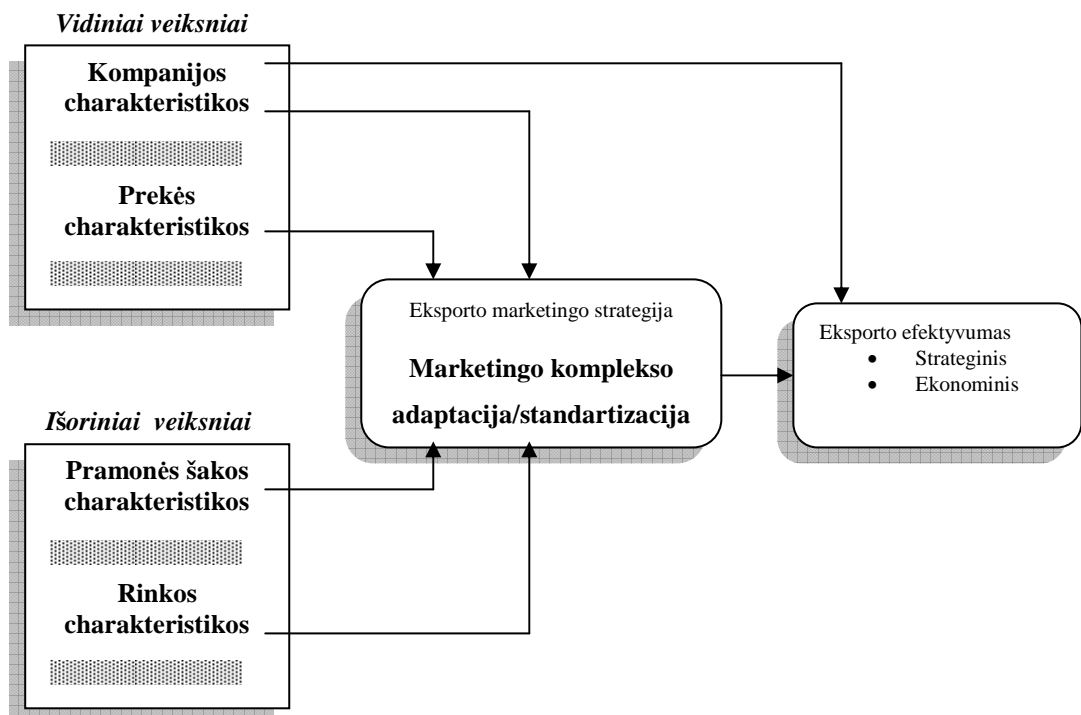 Vidiniai veiksniai
Kompanijos
charakteristikos
Prekės
charakteristikos
Eksporto marketingo strategija
Marketingo komplekso
adaptacija/standartizacija
Eksporto efektyvumas
• Strateginis
• Ekonominis
Išoriniai veiksniai
Pramonės šakos
charakteristikos
Rinkos
charakteristikos